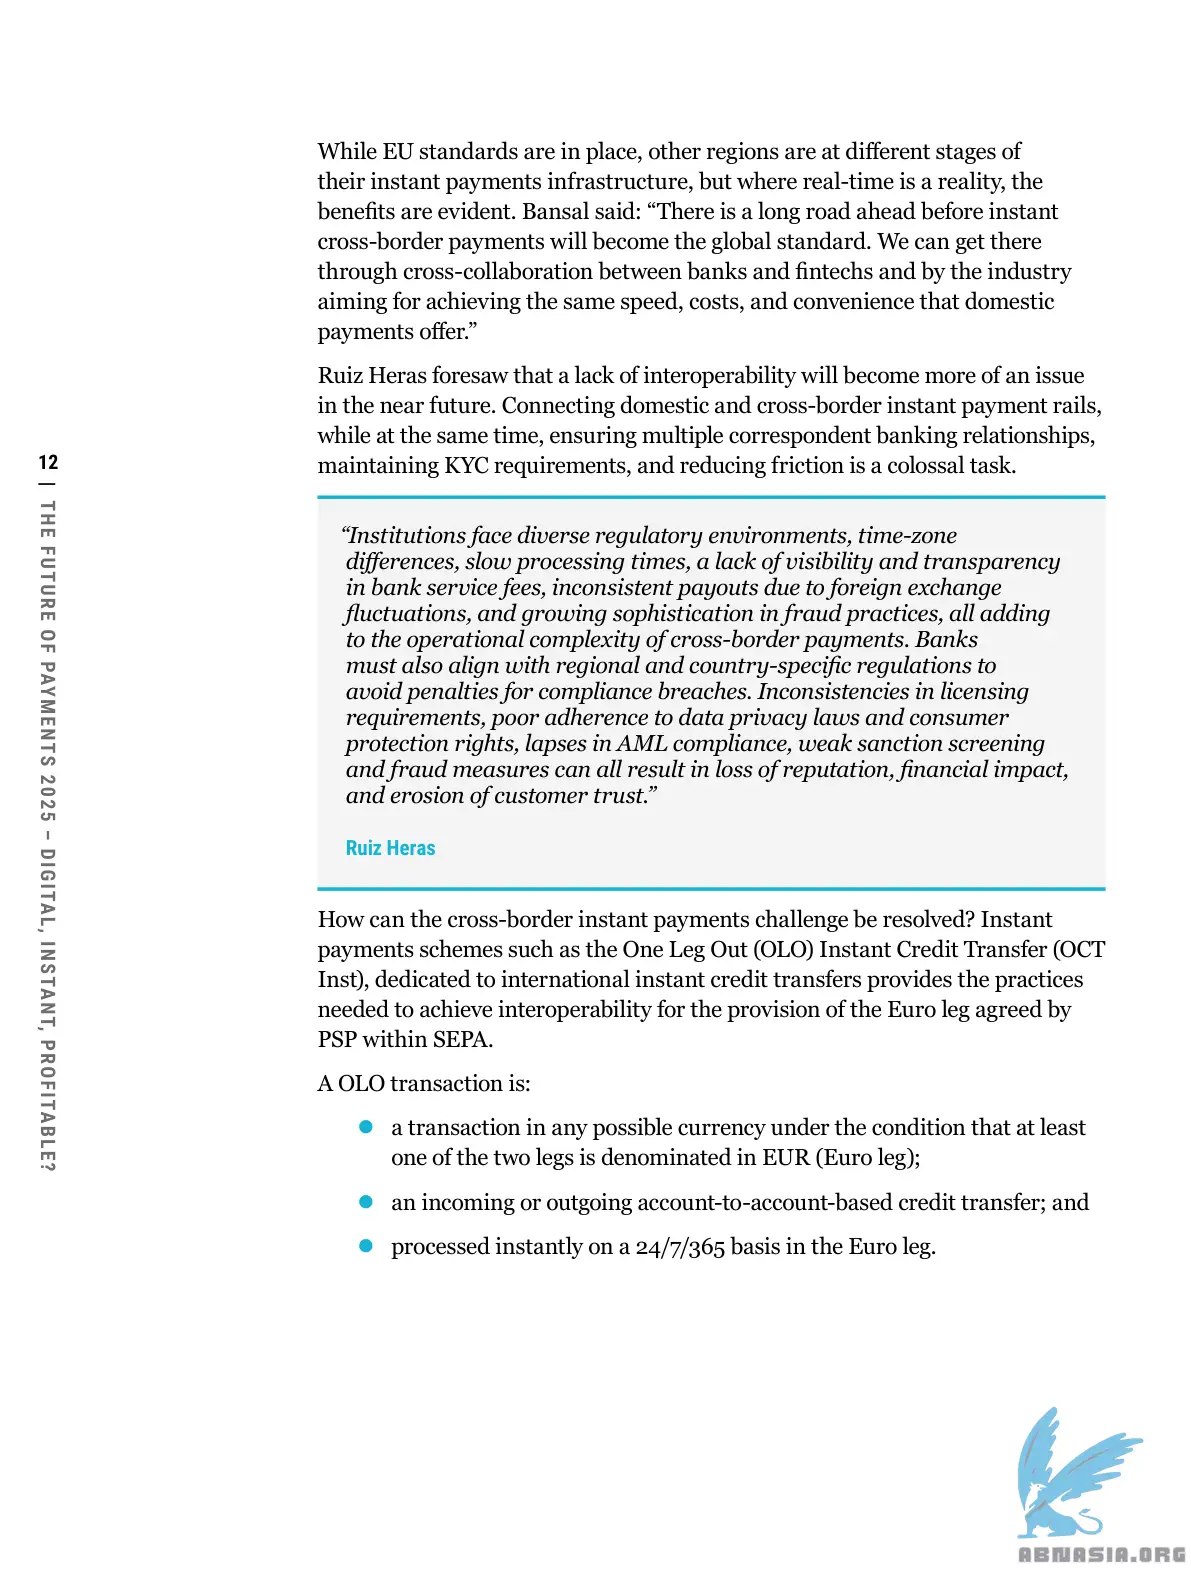 While EU standards are in place, other regions are at different stages of
their instant payments infrastructure, but where real-time is a reality, the
benefits are evident. Bansal said: “There is a long road ahead before instant
cross-border payments will become the global standard. We can get there
through cross-collaboration between banks and fintechs and by the industry
aiming for achieving the same speed, costs, and convenience that domestic
payments offer.”
Ruiz Heras foresaw that a lack of interoperability will become more of an issue
in the near future. Connecting domestic and cross-border instant payment rails,
while at the same time, ensuring multiple correspondent banking relationships,
maintaining KYC requirements, and reducing friction is a colossal task.
“Institutions face diverse regulatory environments, time-zone
differences, slow processing times, a lack of visibility and transparency
in bank service fees, inconsistent payouts due to foreign exchange
fluctuations, and growing sophistication in fraud practices, all adding
to the operational complexity of cross-border payments. Banks
must also align with regional and country-specific regulations to
avoid penalties for compliance breaches. Inconsistencies in licensing
requirements, poor adherence to data privacy laws and consumer
protection rights, lapses in AML compliance, weak sanction screening
and fraud measures can all result in loss of reputation, financial impact,
and erosion of customer trust.”
Ruiz Heras
How can the cross-border instant payments challenge be resolved? Instant
payments schemes such as the One Leg Out (OLO) Instant Credit Transfer (OCT
Inst), dedicated to international instant credit transfers provides the practices
needed to achieve interoperability for the provision of the Euro leg agreed by
PSP within SEPA.
A OLO transaction is:
● a transaction in any possible currency under the condition that at least
one of the two legs is denominated in EUR (Euro leg);
● an incoming or outgoing account-to-account-based credit transfer; and
● processed instantly on a 24/7/365 basis in the Euro leg.
12 | THE FUTURE OF PAYMENTS 2025 – DIGITAL, INSTANT, PROFITABLE?
ABNASIA.ORG